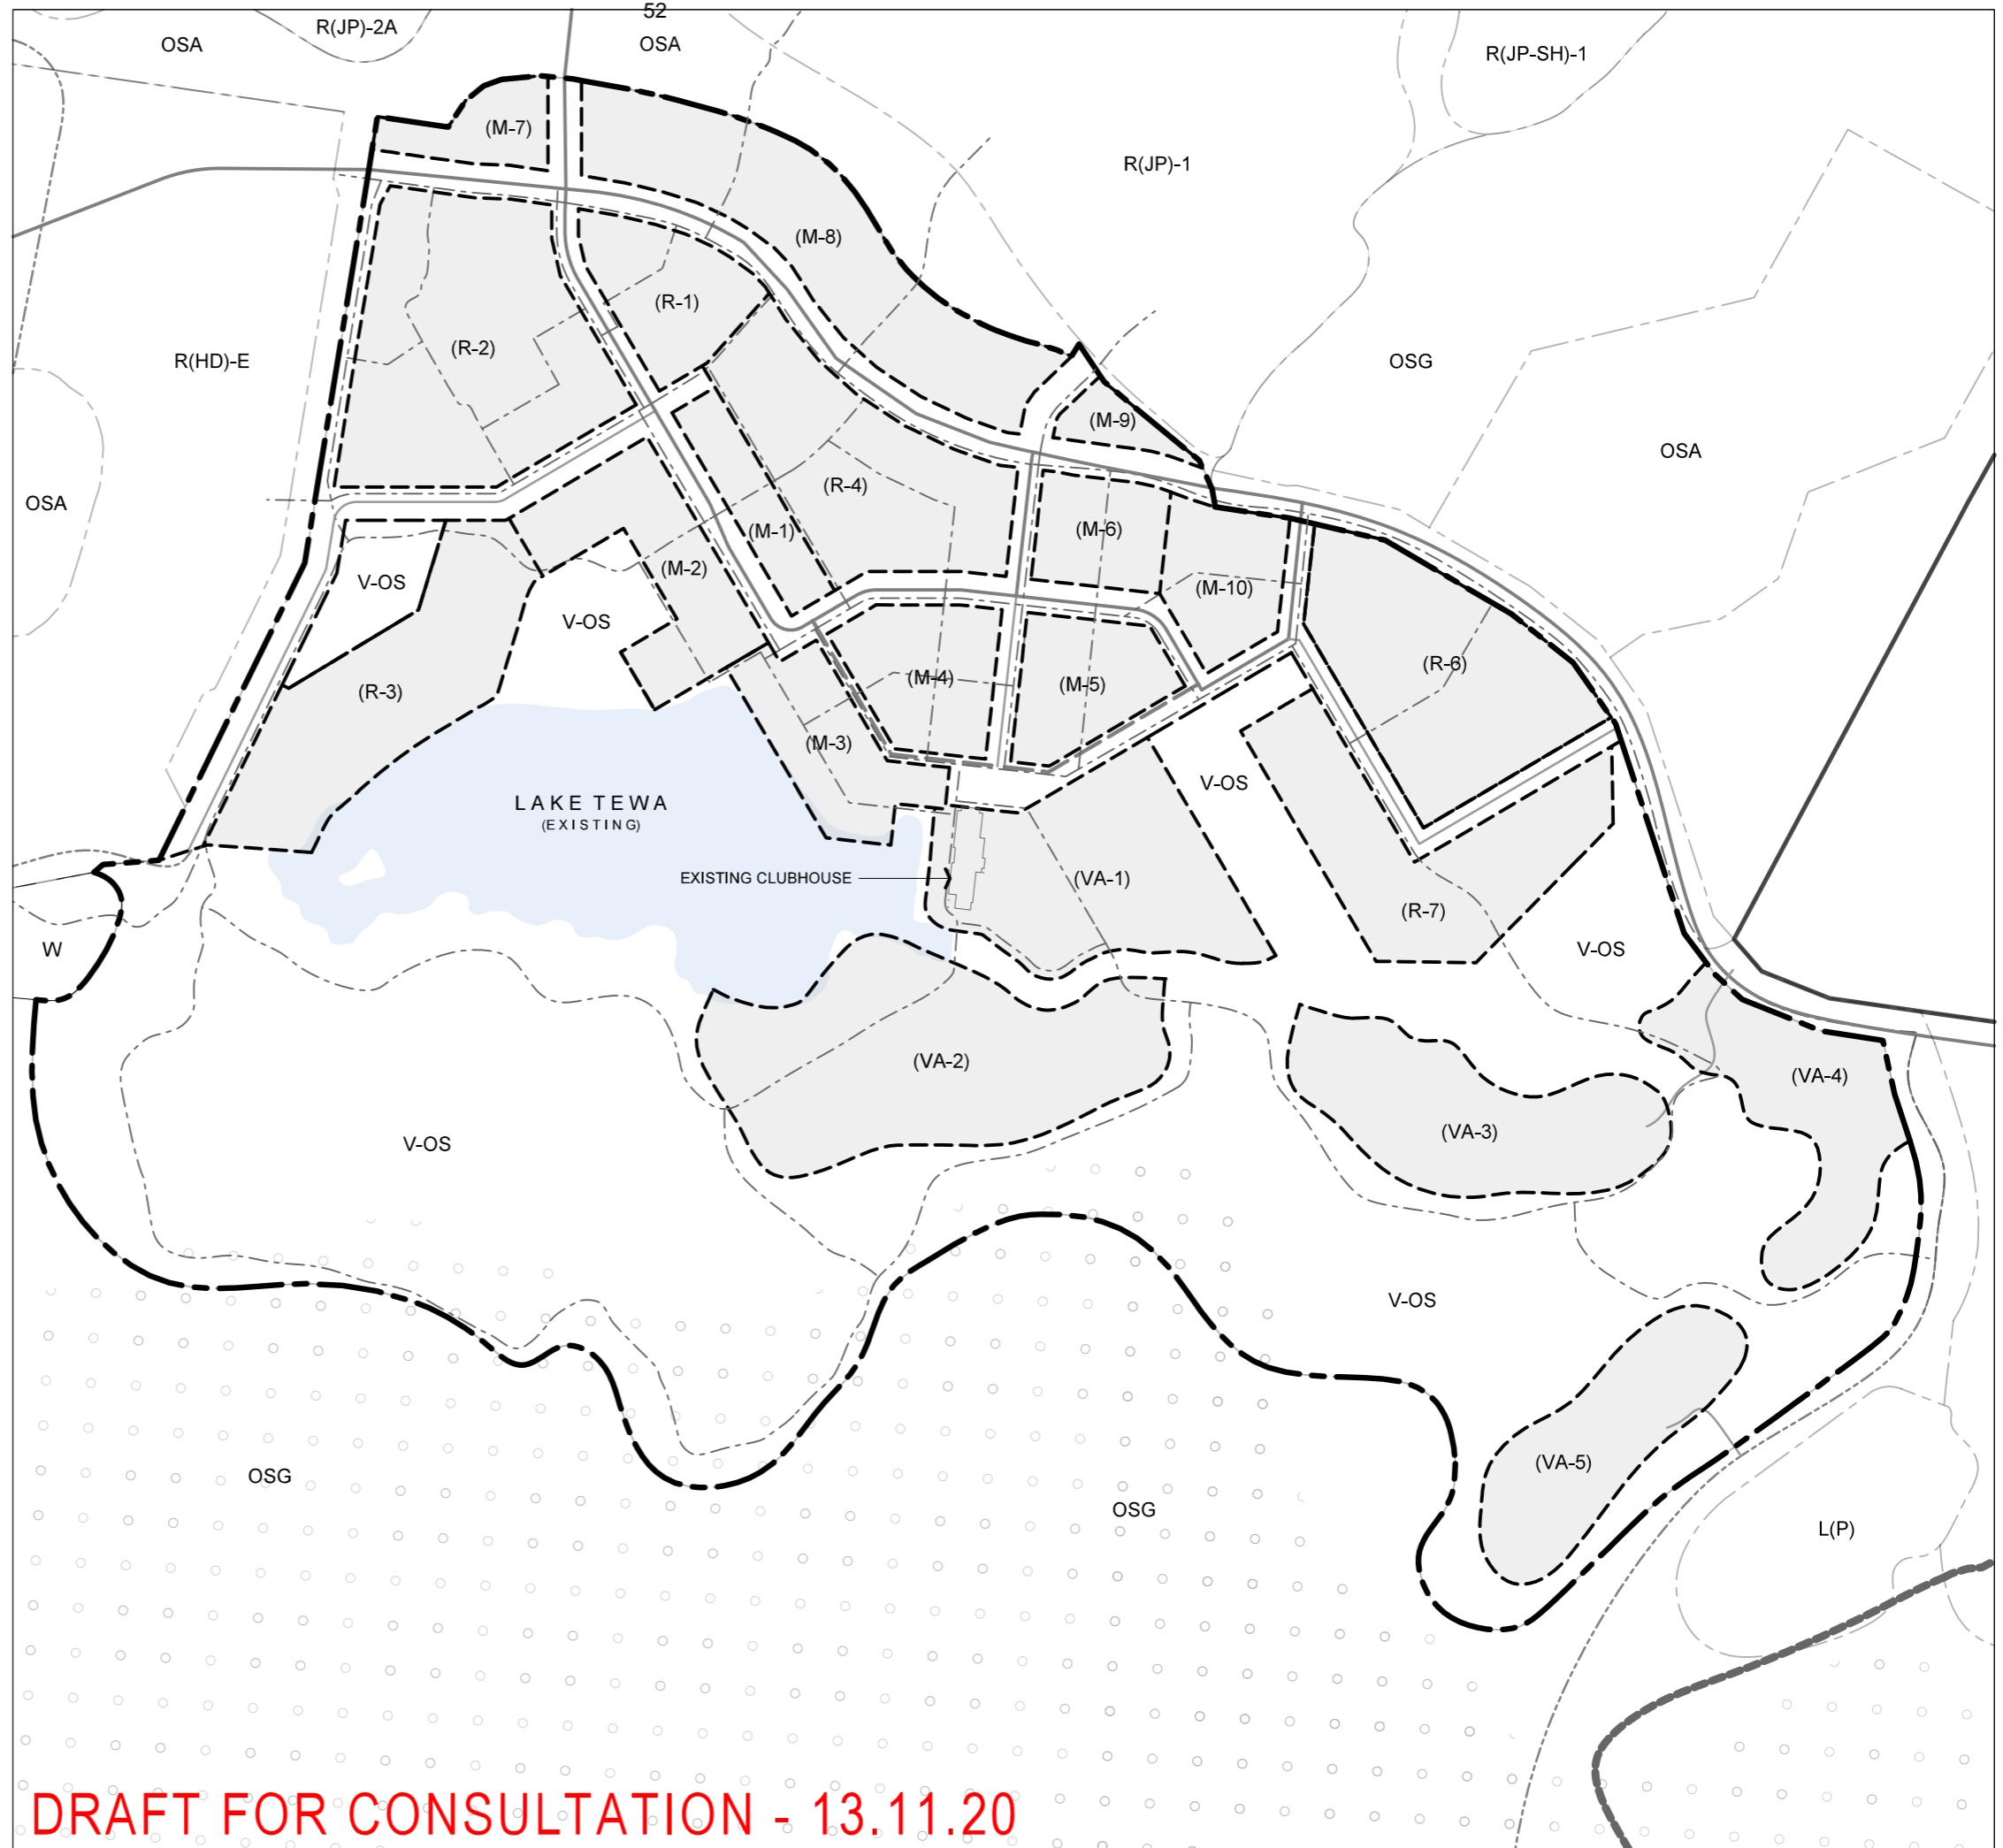 52
R(JP)-2A
OSA
OSA
R(JP-SH)-1
(M-7)
R(JP)-1
(M-8)
(R-1)
(R-2)
R(HD)-E
OSG
(M-9)
OSA
(R-4)
OSA
(M-1)
(M-6)
(M-2)
V-OS
(M-10)
V-OS
(R-6)
(M-4)
(M-5)
(R-3)
(M-3)
V-OS
LAKE TEWA
(EXISTING)
EXISTING CLUBHOUSE
(VA-1)
(R-7)
W
V-OS
(VA-2)
(VA-4)
(VA-3)
V-OS
V-OS
(VA-5)
OSG
OSG
L(P)
DRAFT FOR CONSULTATION - 13.11.20